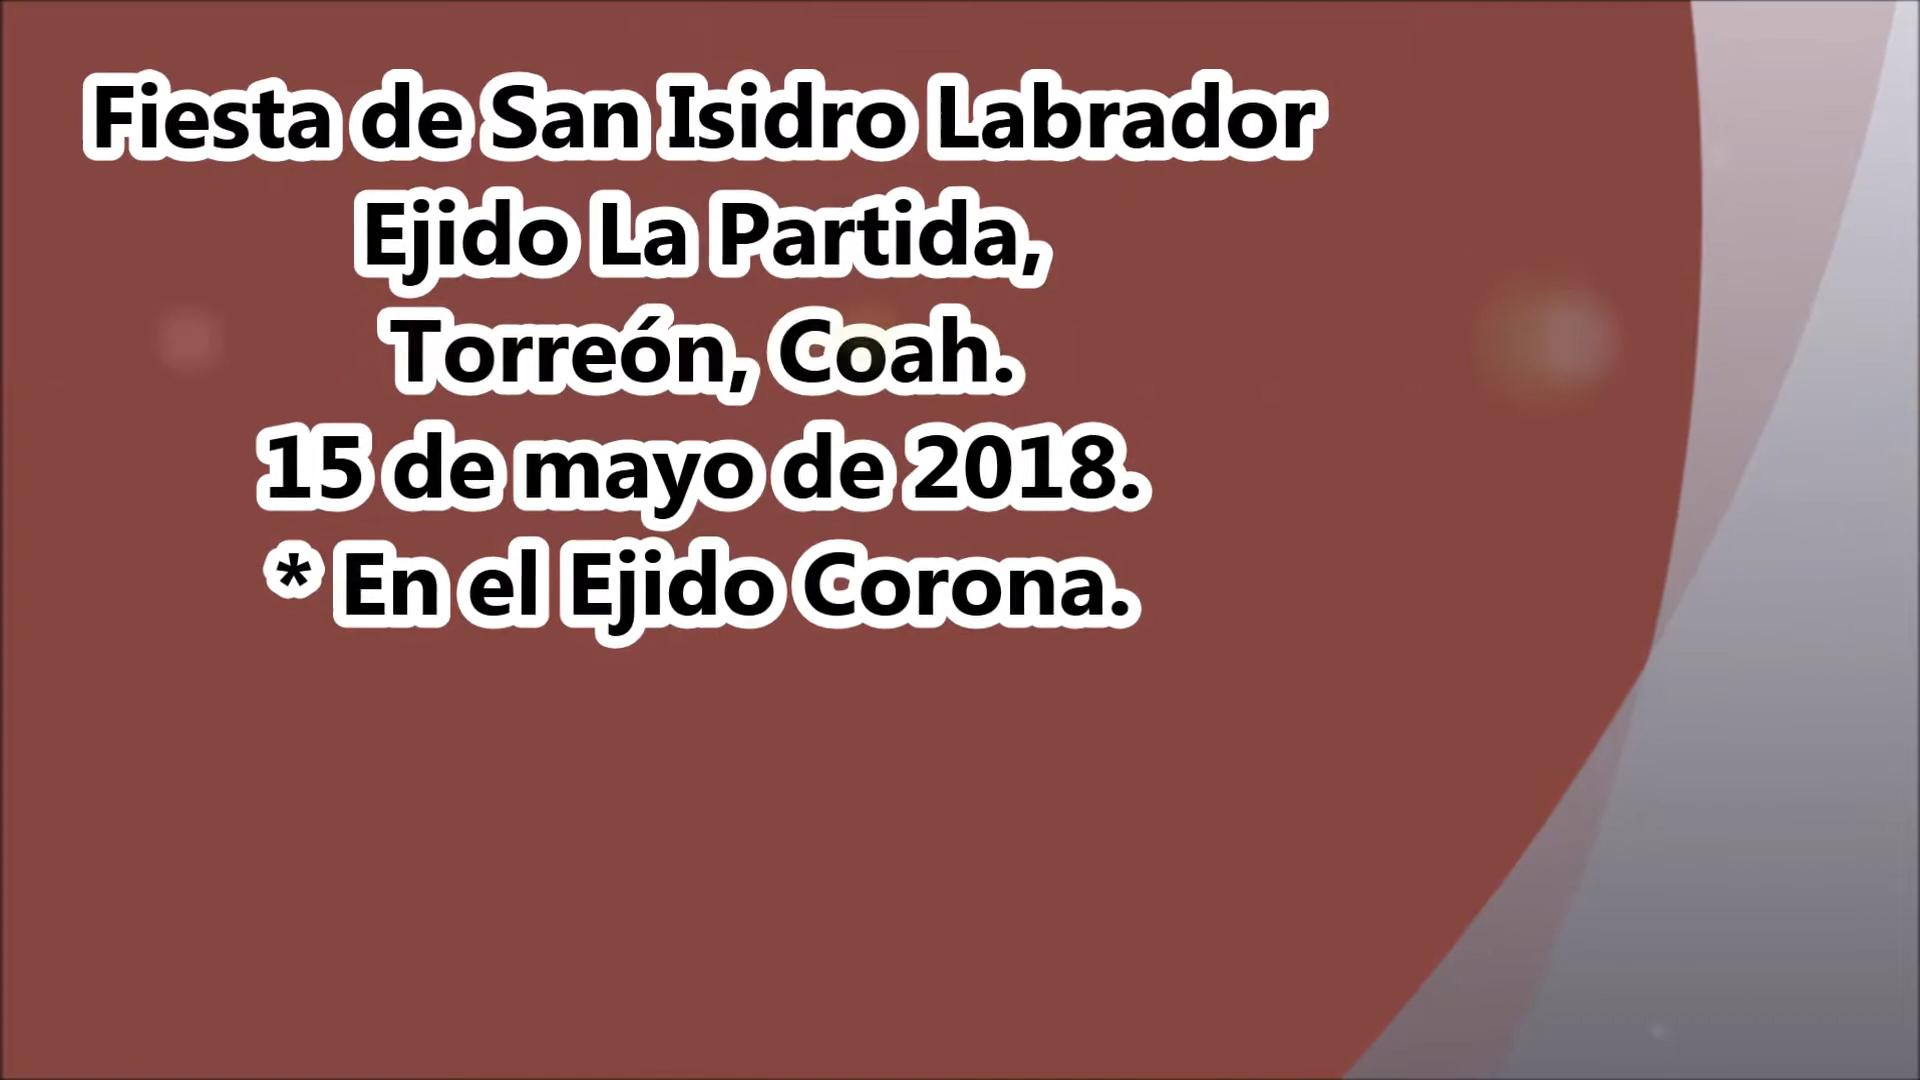 Fiesta de San Isidro Labrador
Ejido La Partida,
Torreón, Coah.
15 de mayo de 2018.
* En el Ejido Corona.